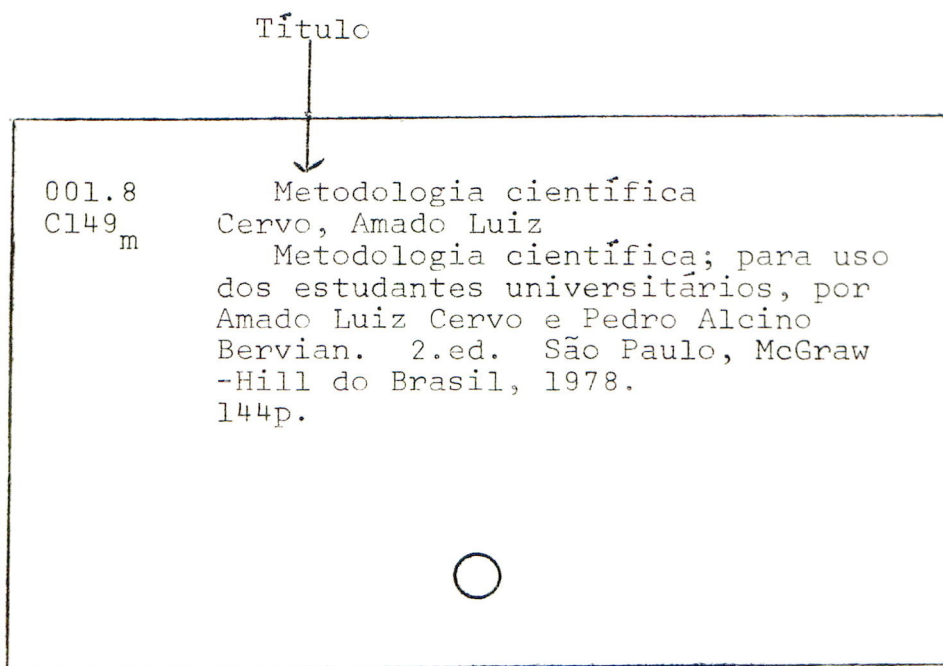 Título
001.8 Metodologia científica
C149m Cervo, Amado Luiz
Metodologia científica; para uso
dos estudantes universitários, por
Amado Luiz Cervo e Pedro Alcino
Bervian. 2.ed. São Paulo, McGraw
-Hill do Brasil, 1978.
144p.